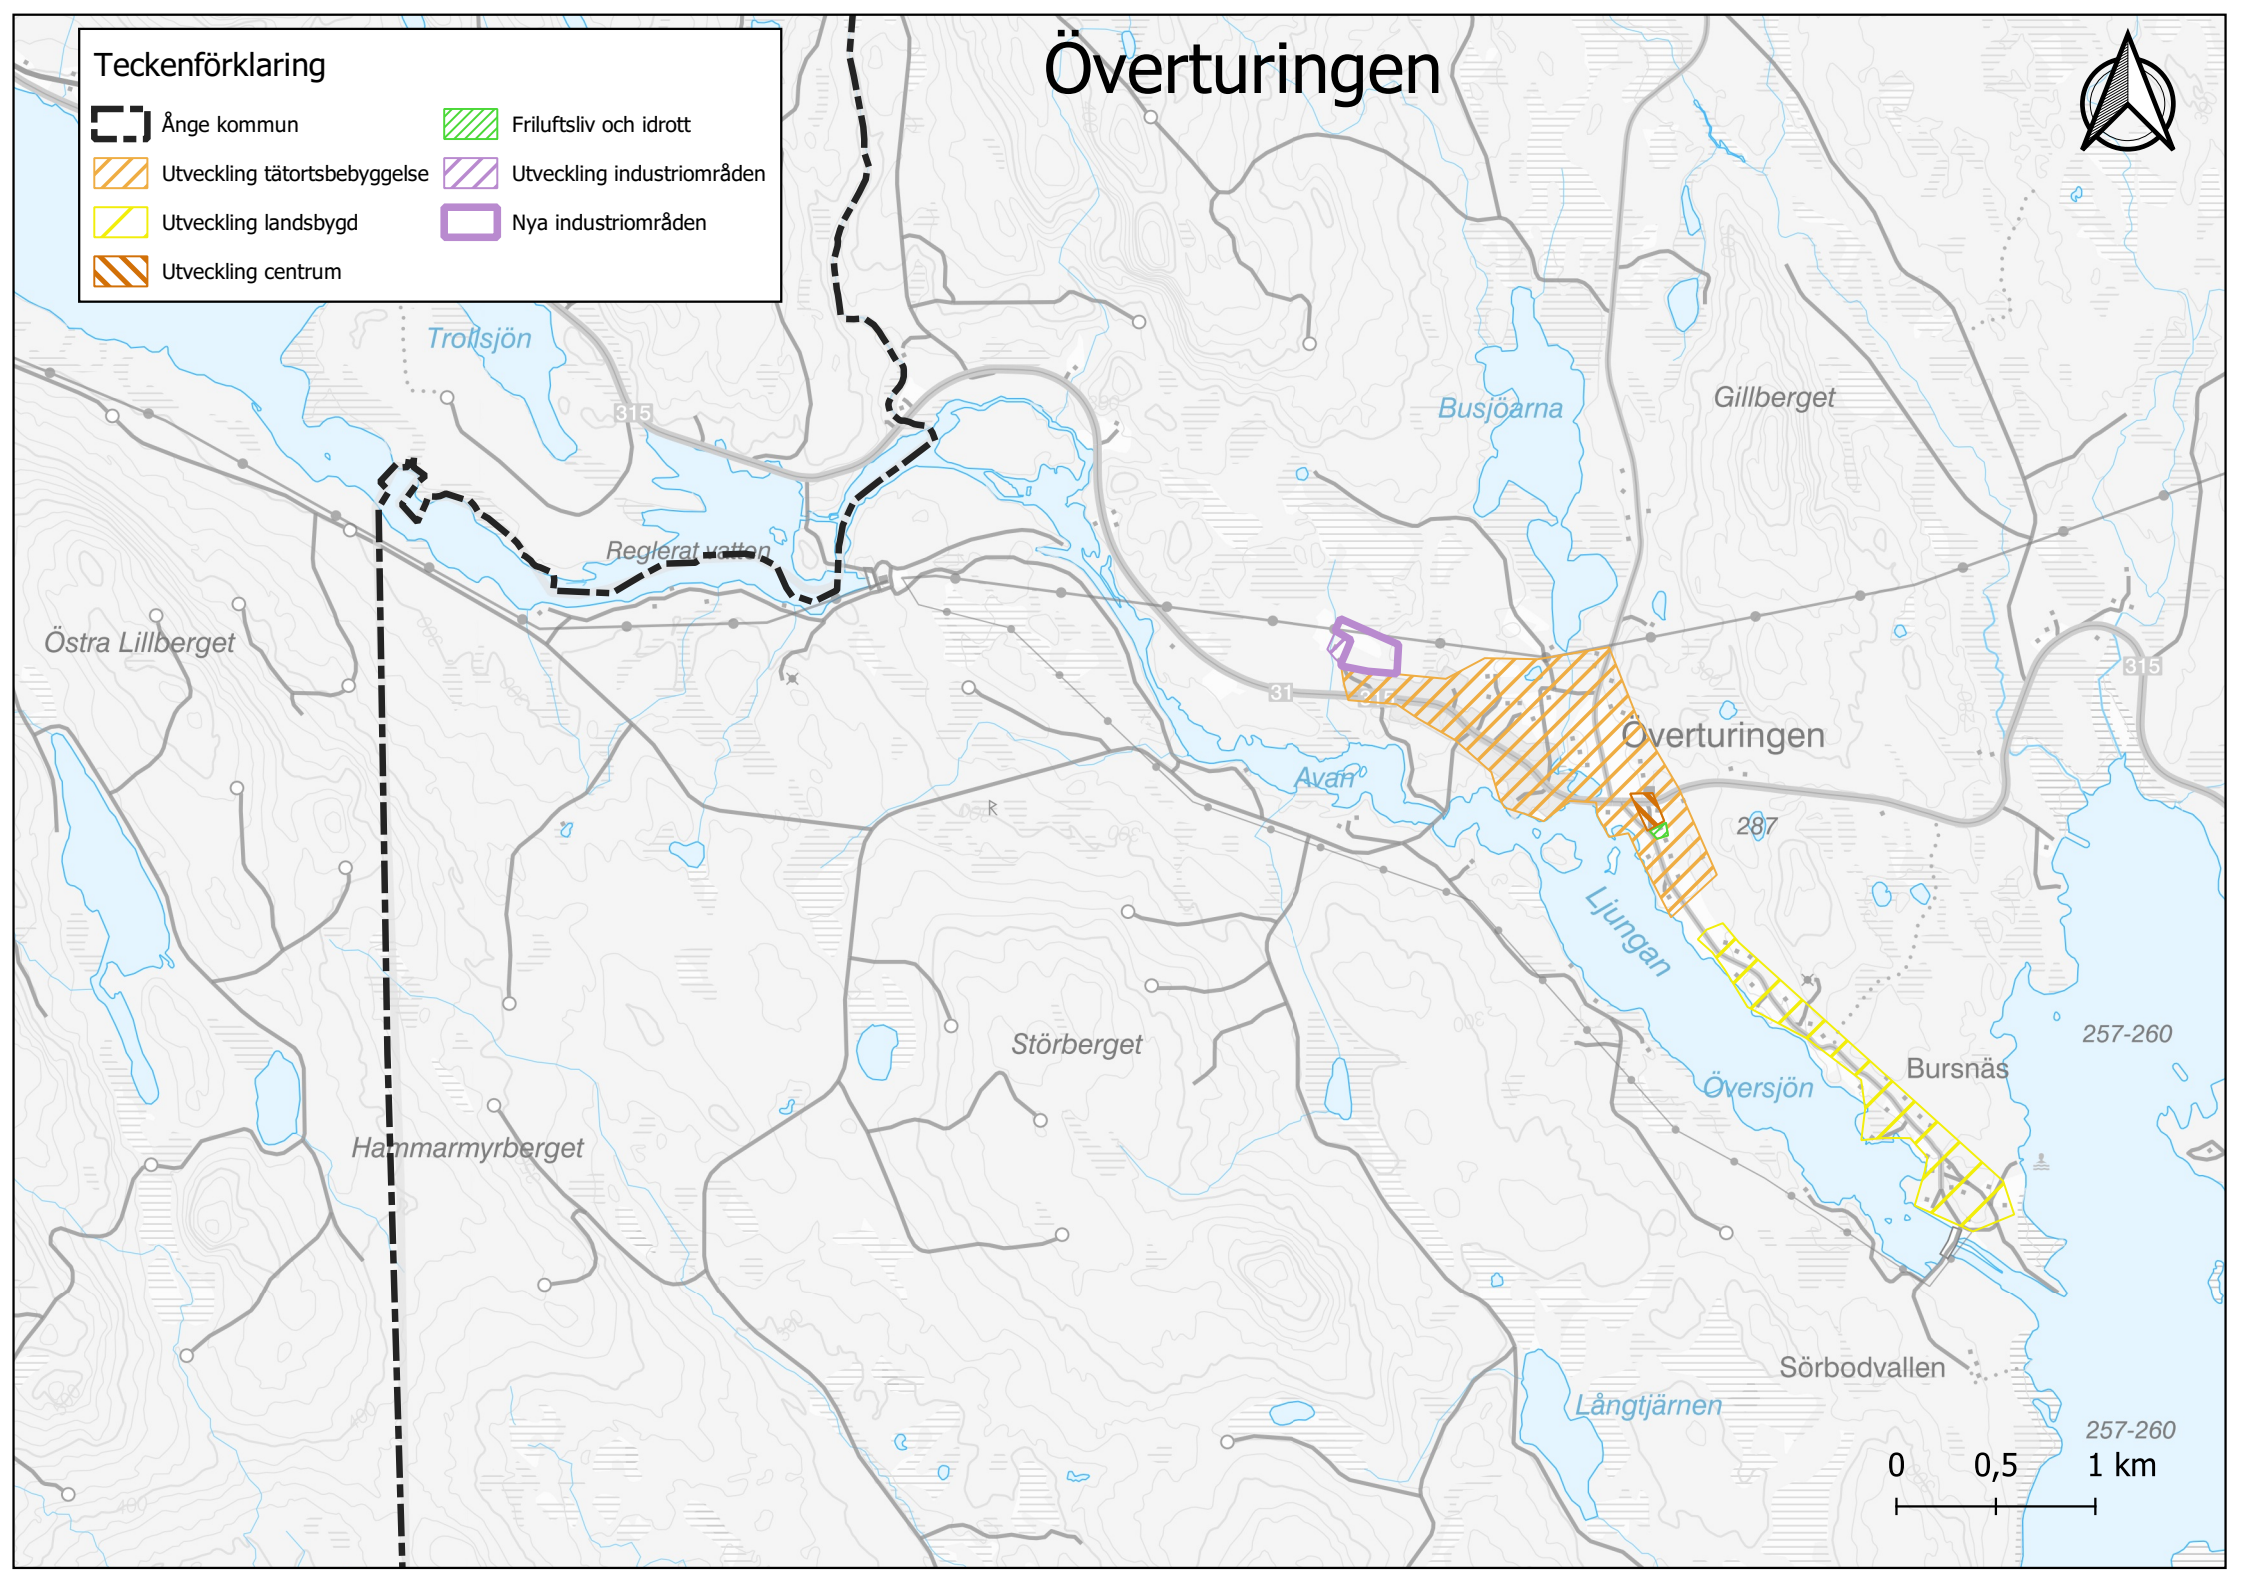 Överturingen
Teckenförklaring
Ånge kommun
Utveckling tätortsbebyggelse
Utveckling landsbygd
Utveckling centrum
Friluftsliv och idrott
Utveckling industriområden
Nya industriområden
Trollsjön
315
Busjöarna
Gillberget
Reglerat vatten
Östra Lillberget
315
31
315
Överturingen
Avan
287
Ljungan
257-260
Störberget
Bursnäs
Översjön
Hammarmyrberget
Sörbodvallen
Långtjärnen
257-260
0 0,5 1 km